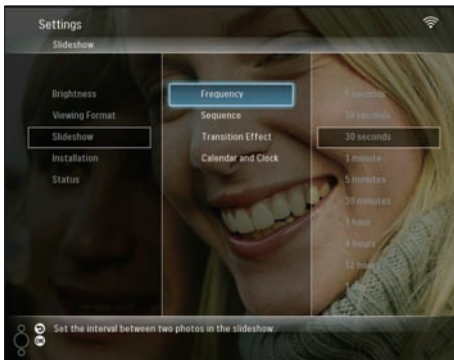 Settings
Slideshow
Brightness
Viewing Format
Slideshow
Installation
Status
Frequency
Sequence
Transition Effect
Calendar and Clock
5 seconds
30 seconds
1 minute
5 minutes
30 minutes
1 hour
4 hours
12 hours
Set the interval between two photos in the slideshow.
OK